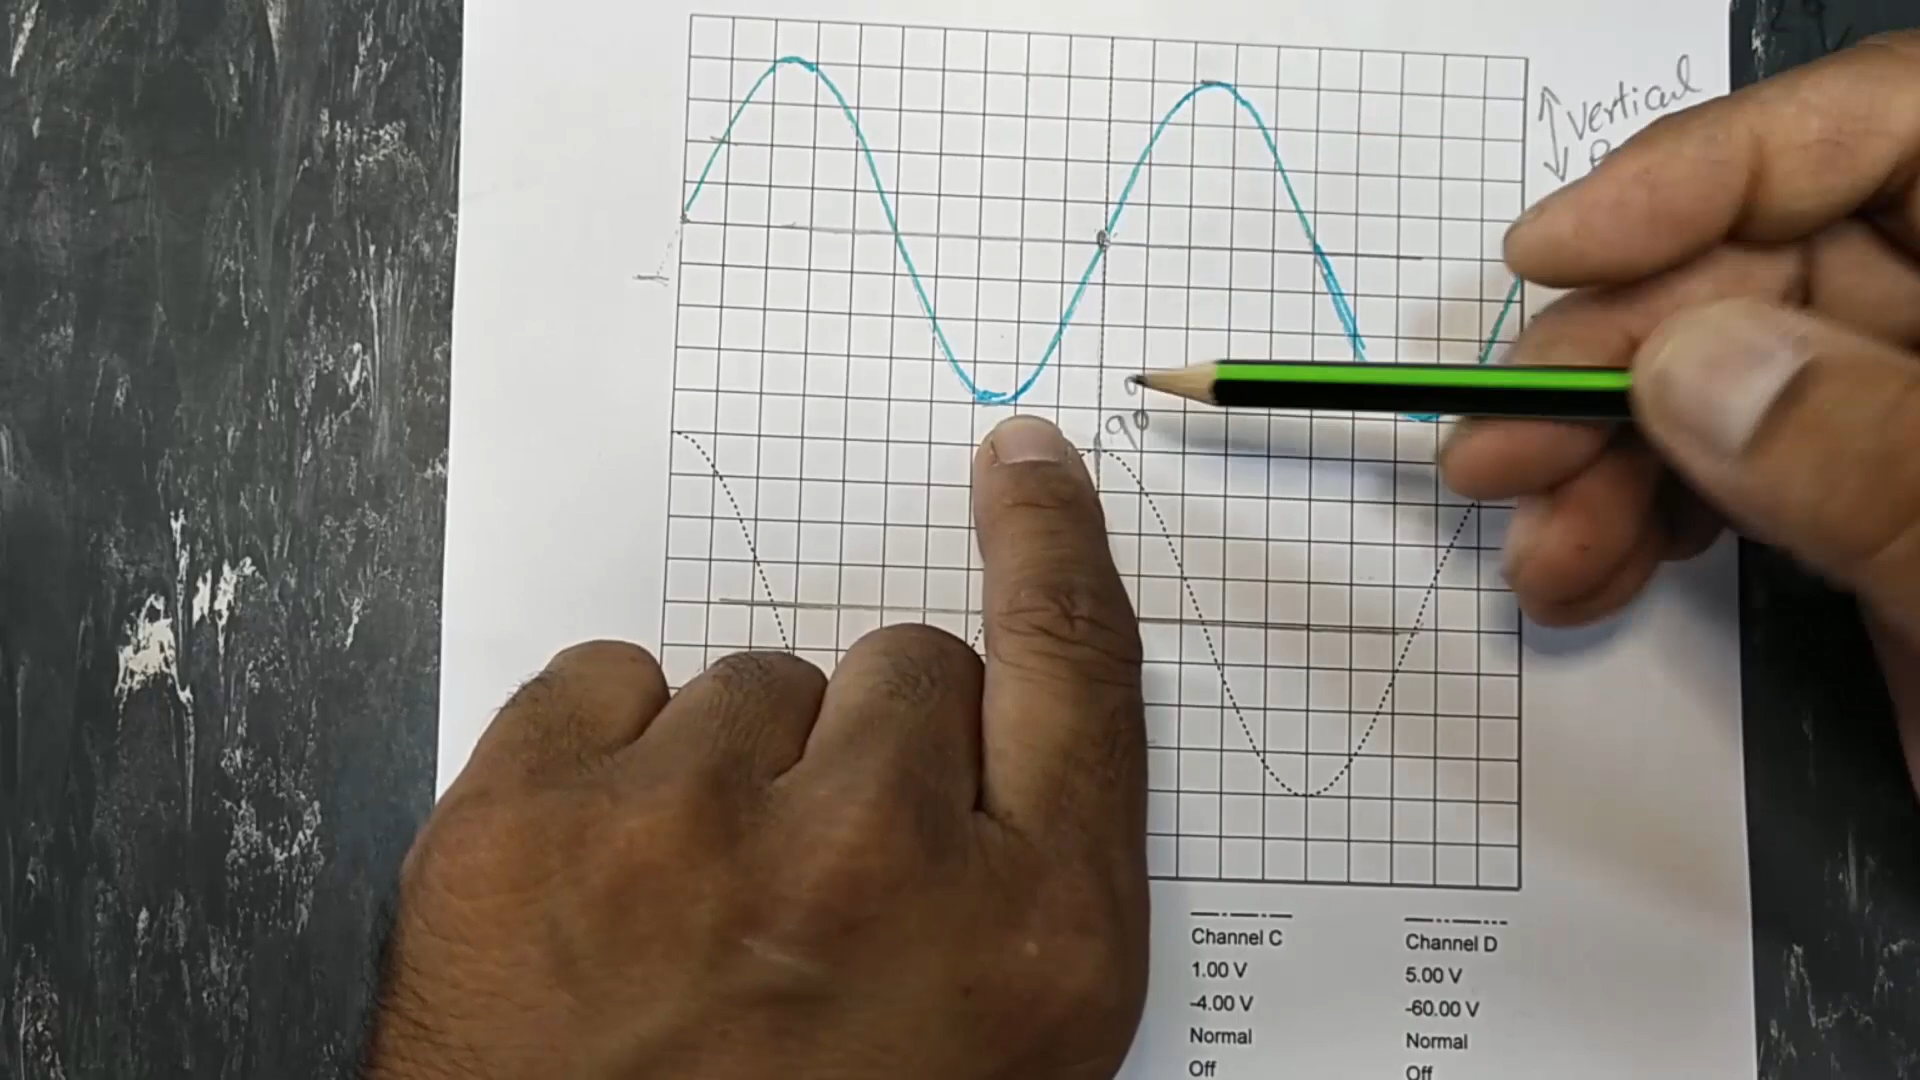 Vertical
90
Channel C
1.00 V
-4.00 V
Normal
Off
Channel D
5.00 V
-60.00 V
Normal
Off